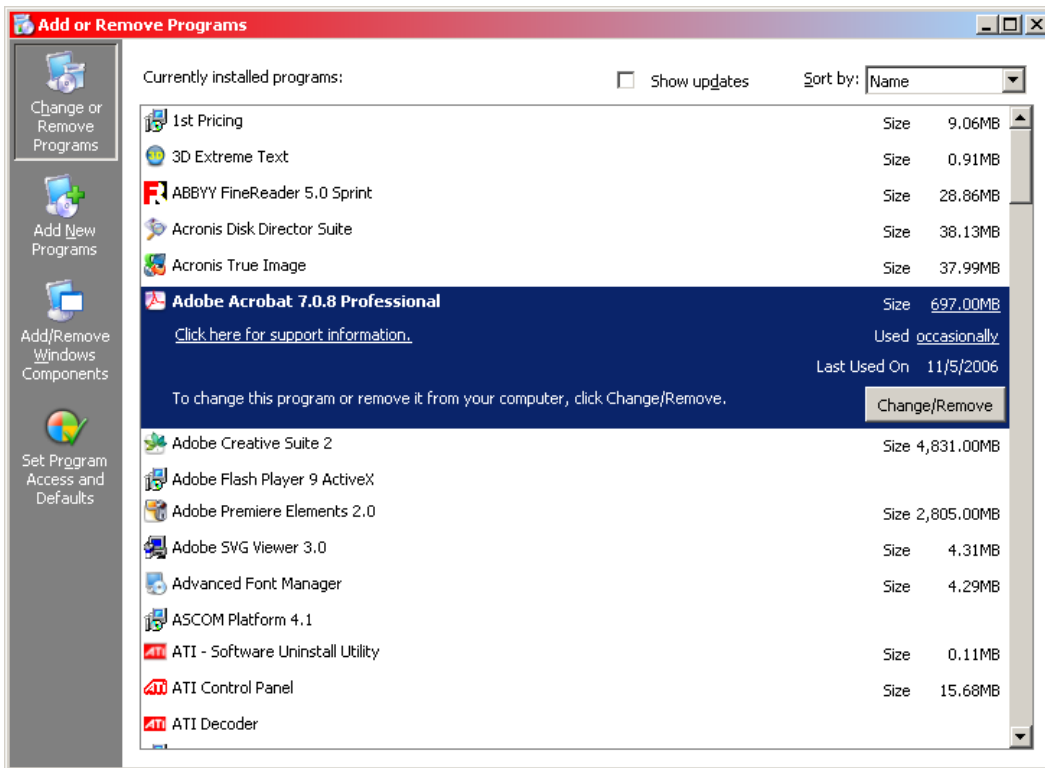 Add or Remove Programs
Change or
Remove
Programs
Add New
Programs
Add/Remove
Windows
Components
Set Program
Access and
Defaults
Currently installed programs:
Show updates
Sort by: Name
1st Pricing Size 9.06MB
3D Extreme Text Size 0.91MB
ABBYY FineReader 5.0 Sprint Size 28.86MB
Acronis Disk Director Suite Size 38.13MB
Acronis True Image Size 37.99MB
Adobe Acrobat 7.0.8 Professional Size 697.00MB
Click here for support information. Used occasionally
Last Used On 11/5/2006
To change this program or remove it from your computer, click Change/Remove. Change/Remove
Adobe Creative Suite 2 Size 4,831.00MB
Adobe Flash Player 9 ActiveX
Adobe Premiere Elements 2.0 Size 2,805.00MB
Adobe SVG Viewer 3.0 Size 4.31MB
Advanced Font Manager Size 4.29MB
ASCOM Platform 4.1
ATI - Software Uninstall Utility Size 0.11MB
ATI Control Panel Size 15.68MB
ATI Decoder